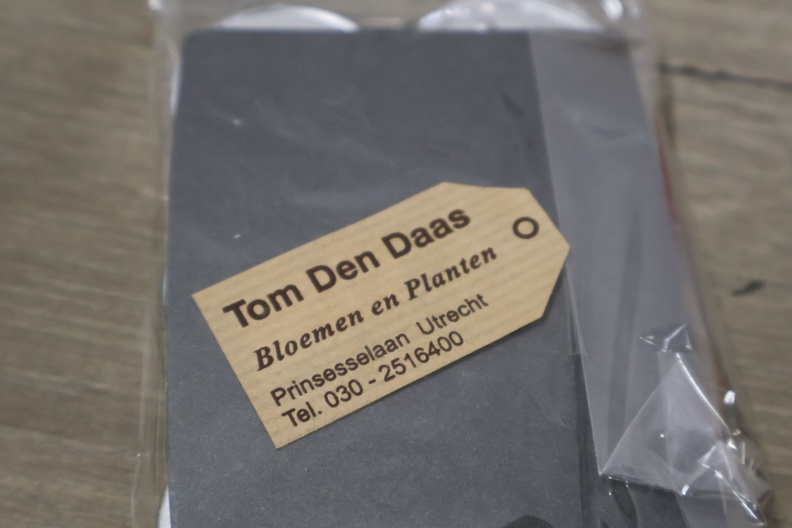 Tom Den Daas
Bloemen en Planten
Prinsesselaan Utrecht
Tel. 030 - 2516400